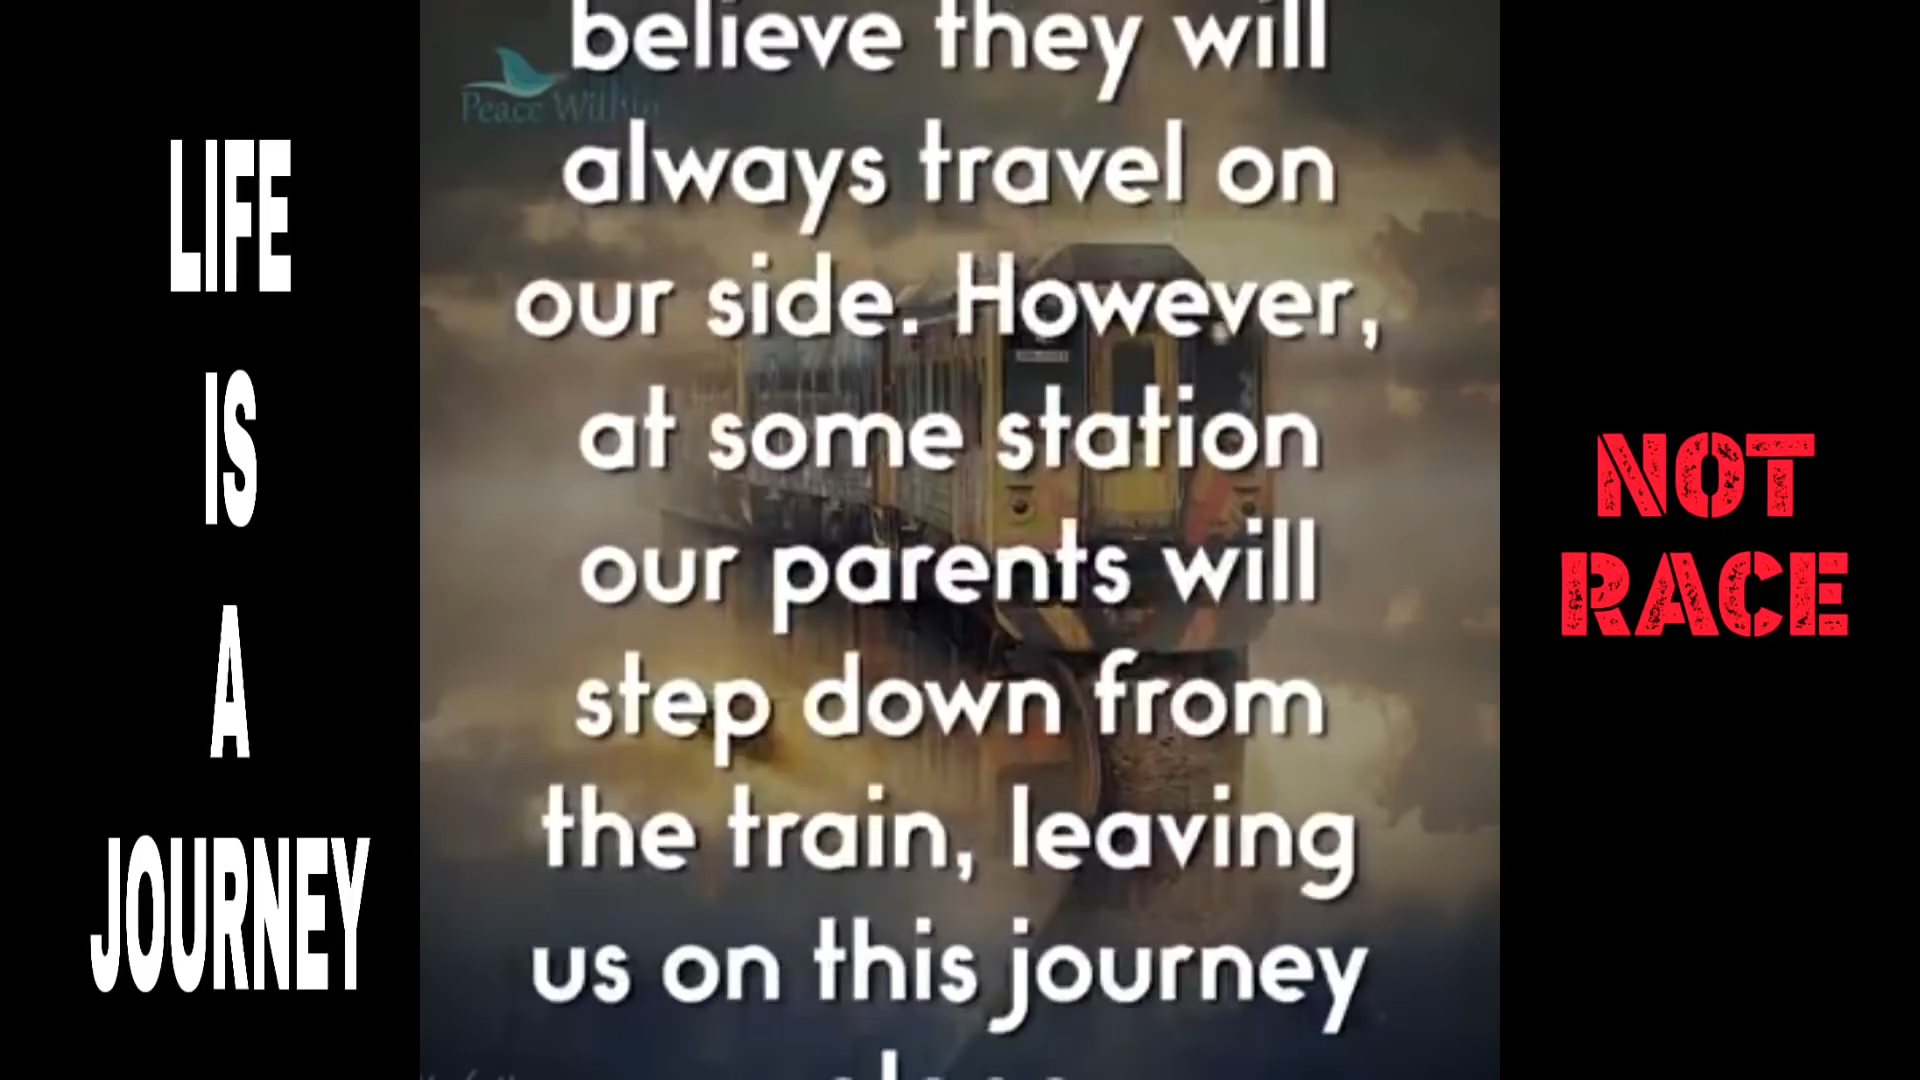 LIFE
IS
A
JOURNEY
Peace Within
believe they will
always travel on
our side. However,
at some station
our parents will
step down from
the train, leaving
us on this journey
NOT
RACE